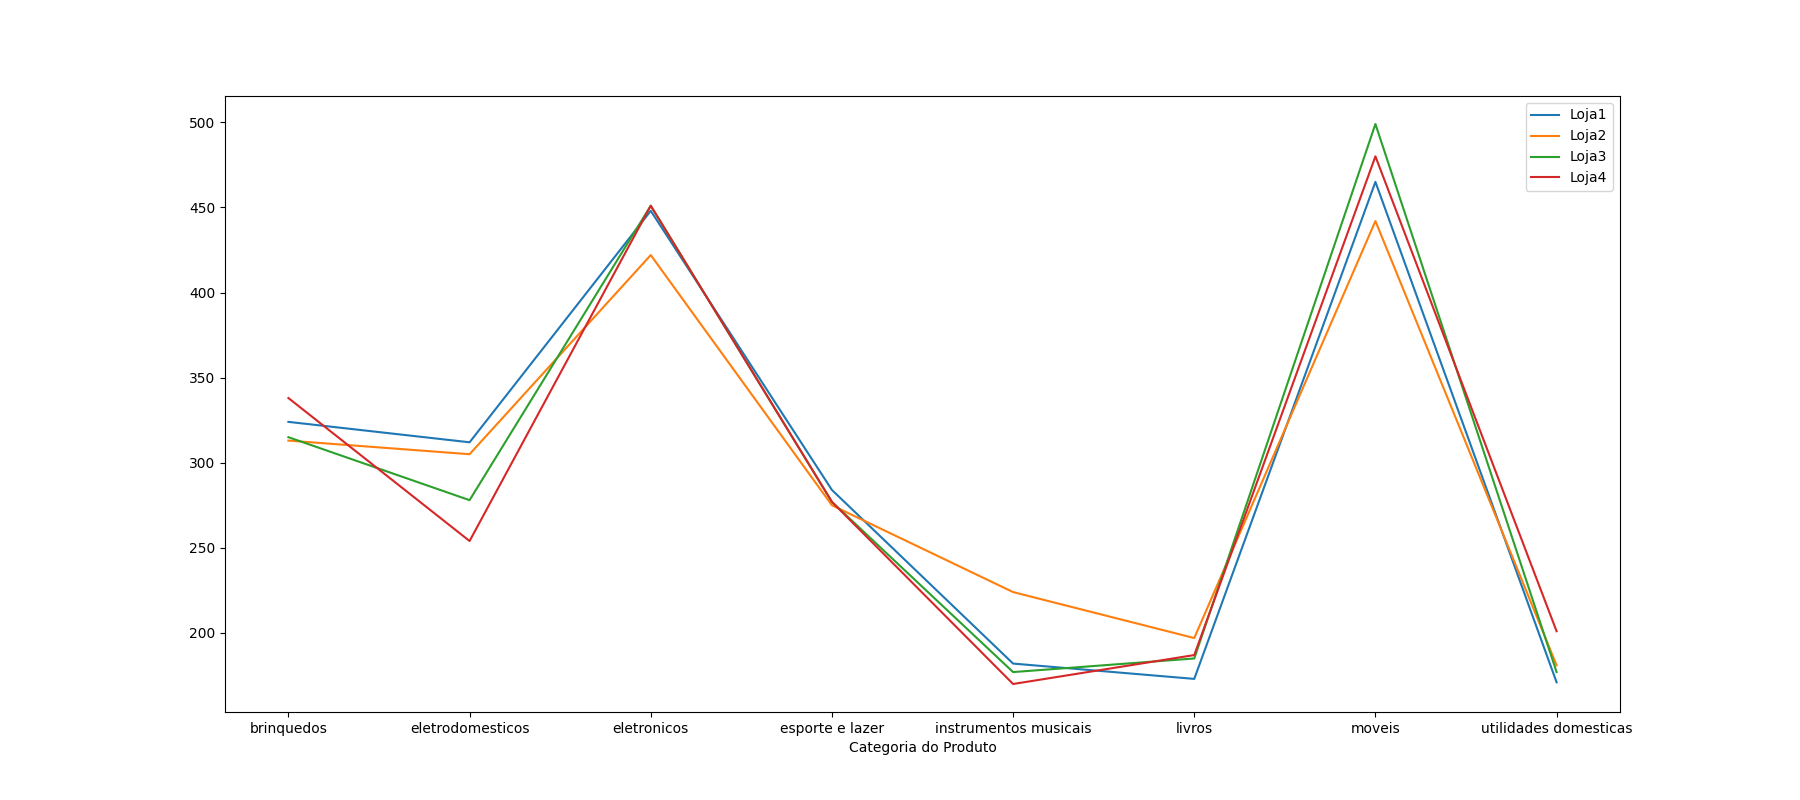 500
450
400
350
300
250
200
Loja1
Loja2
Loja3
Loja4
brinquedos eletrodomesticos eletronicos esporte e lazer instrumentos musicais livros moveis utilidades domesticas
Categoria do Produto